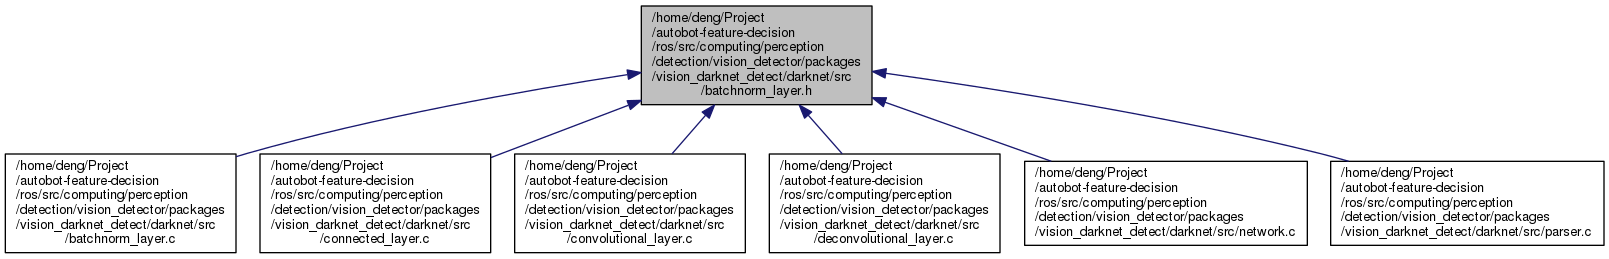 /home/deng/Project
/autobot-feature-decision
/ros/src/computing/perception
/detection/vision_detector/packages
/vision_darknet_detect/darknet/src
/batchnorm_layer.h
/home/deng/Project
/autobot-feature-decision
/ros/src/computing/perception
/detection/vision_detector/packages
/vision_darknet_detect/darknet/src
/batchnorm_layer.c
/home/deng/Project
/autobot-feature-decision
/ros/src/computing/perception
/detection/vision_detector/packages
/vision_darknet_detect/darknet/src
/connected_layer.c
/home/deng/Project
/autobot-feature-decision
/ros/src/computing/perception
/detection/vision_detector/packages
/vision_darknet_detect/darknet/src
/convolutional_layer.c
/home/deng/Project
/autobot-feature-decision
/ros/src/computing/perception
/detection/vision_detector/packages
/vision_darknet_detect/darknet/src
/deconvolutional_layer.c
/home/deng/Project
/autobot-feature-decision
/ros/src/computing/perception
/detection/vision_detector/packages
/vision_darknet_detect/darknet/src/network.c
/home/deng/Project
/autobot-feature-decision
/ros/src/computing/perception
/detection/vision_detector/packages
/vision_darknet_detect/darknet/src/parser.c